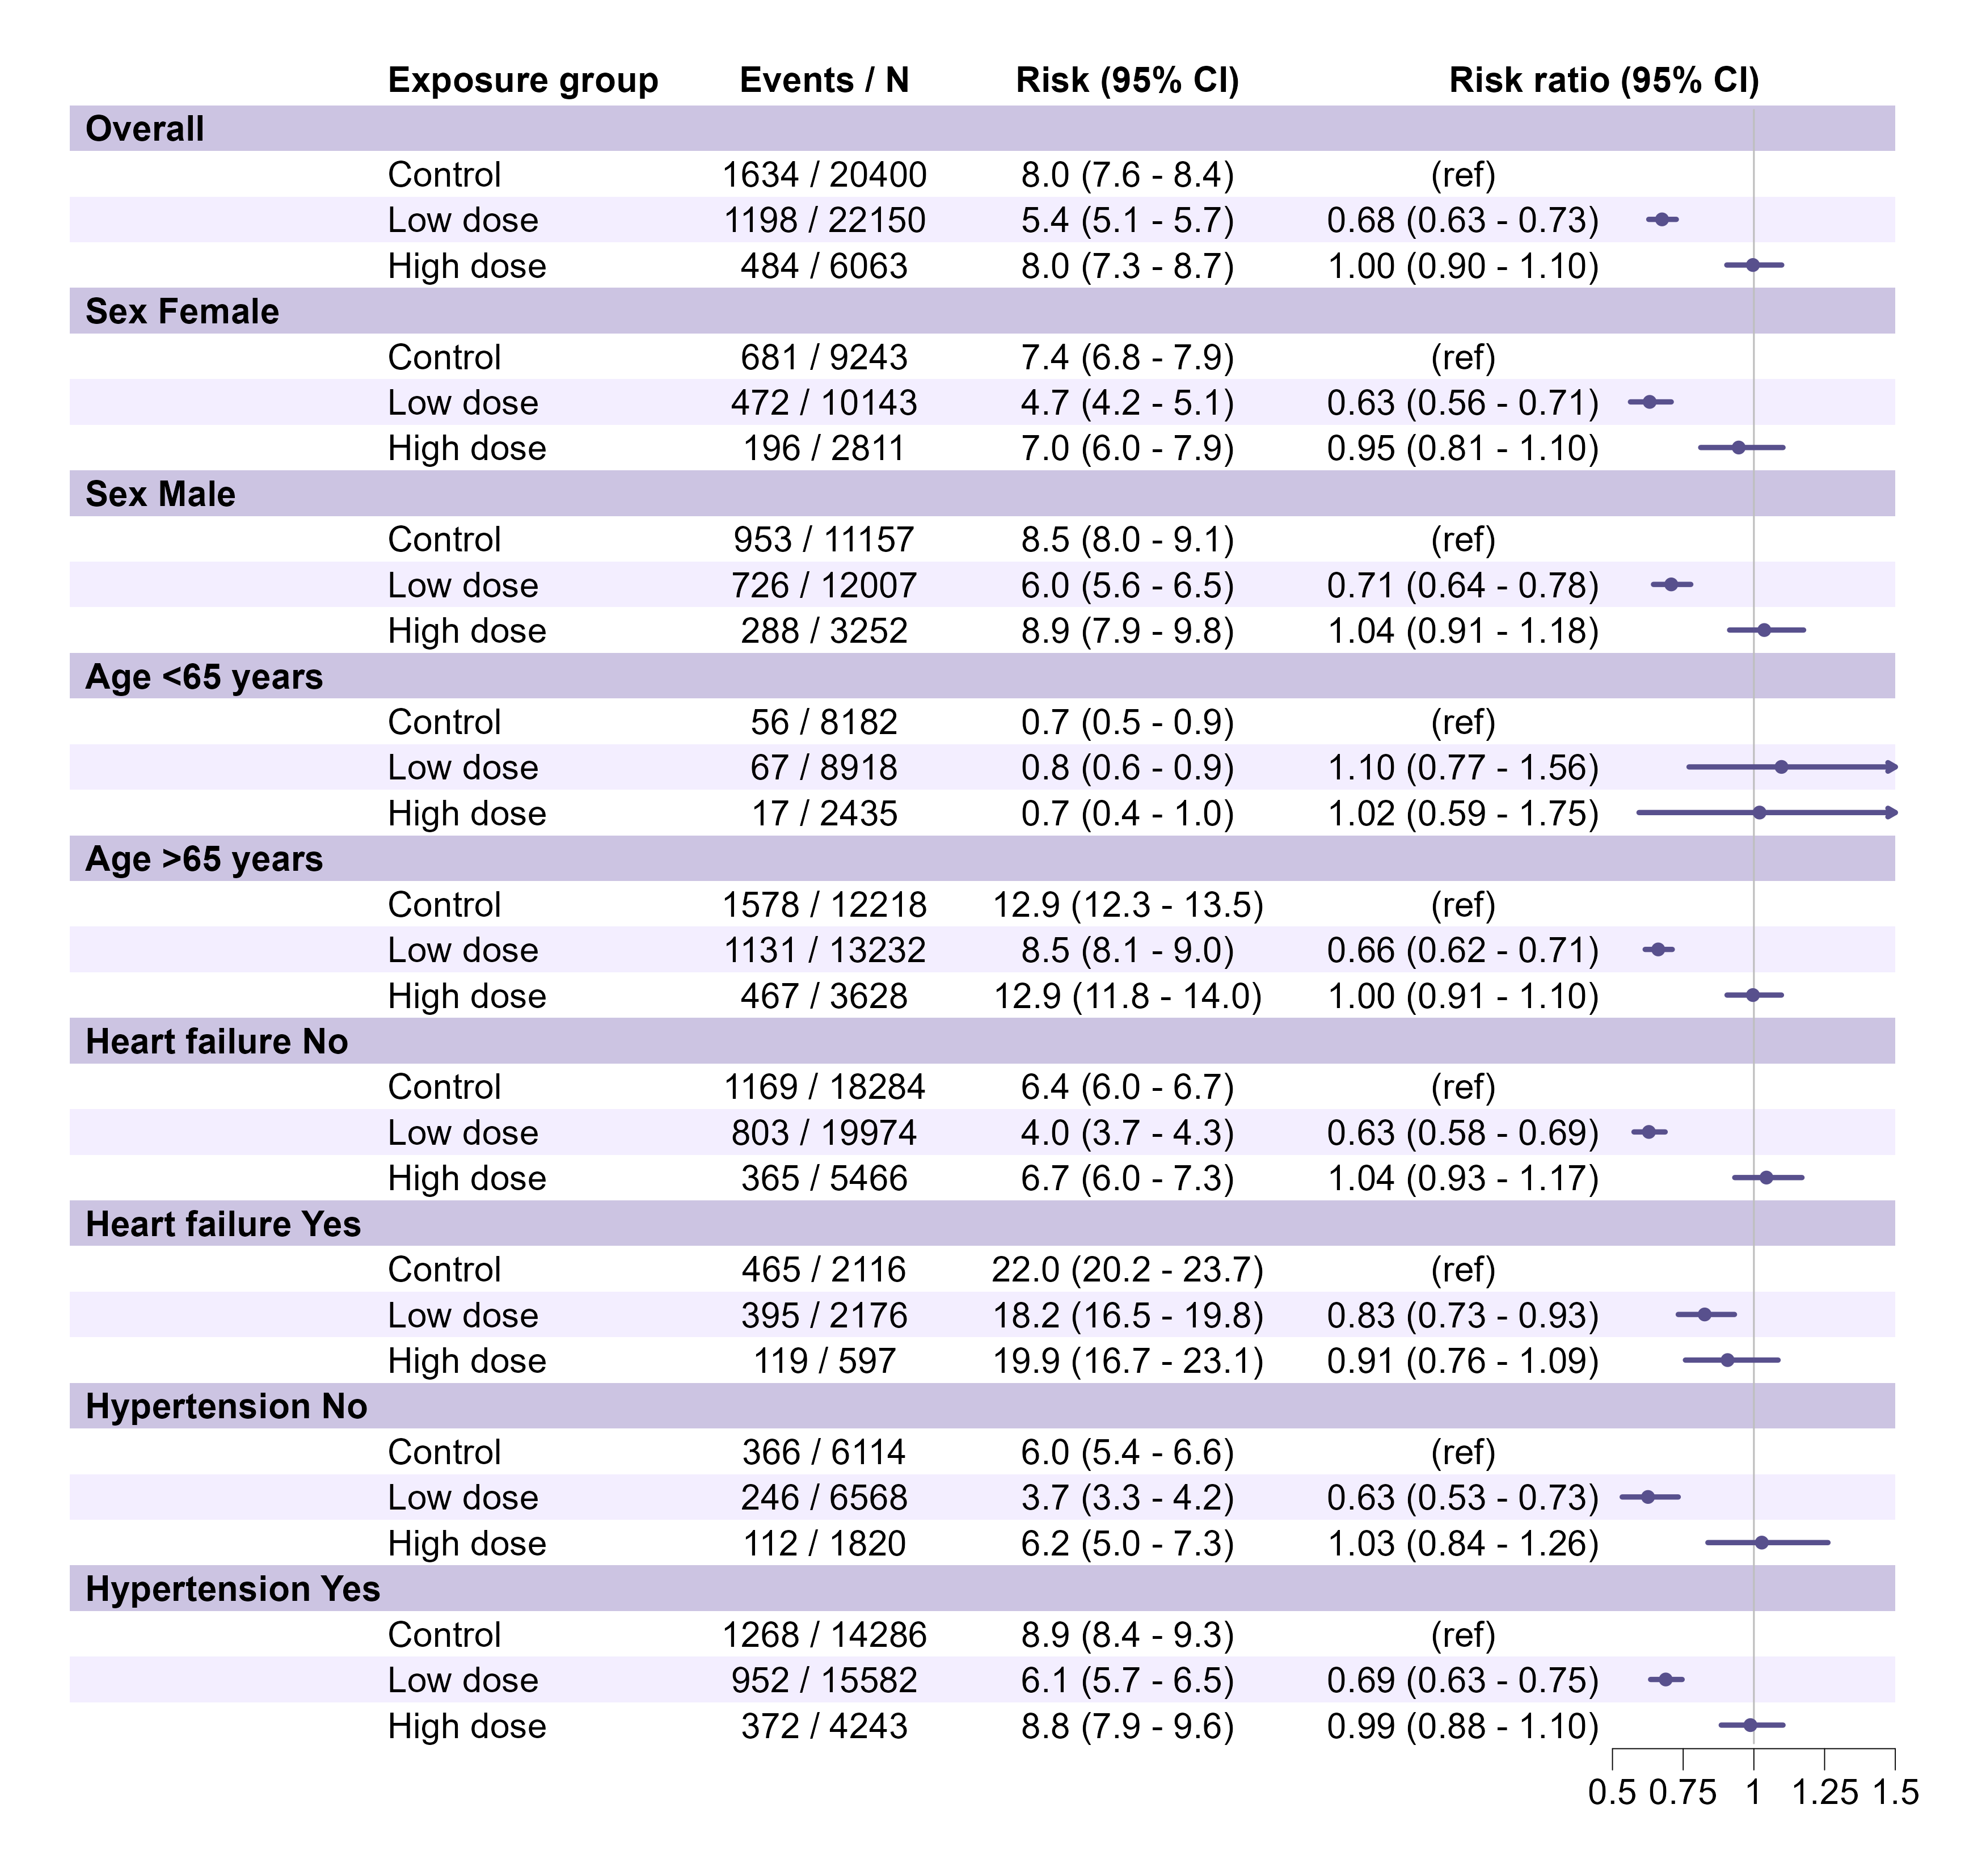 Exposure group Events / N Risk (95% CI) Risk ratio (95% CI)
Overall
Control 1634 / 20400 8.0 (7.6 - 8.4) (ref)
Low dose 1198 / 22150 5.4 (5.1 - 5.7) 0.68 (0.63 - 0.73)
High dose 484 / 6063 8.0 (7.3 - 8.7) 1.00 (0.90 - 1.10)
Sex Female
Control 681 / 9243 7.4 (6.8 - 7.9) (ref)
Low dose 472 / 10143 4.7 (4.2 - 5.1) 0.63 (0.56 - 0.71)
High dose 196 / 2811 7.0 (6.0 - 7.9) 0.95 (0.81 - 1.10)
Sex Male
Control 953 / 11157 8.5 (8.0 - 9.1) (ref)
Low dose 726 / 12007 6.0 (5.6 - 6.5) 0.71 (0.64 - 0.78)
High dose 288 / 3252 8.9 (7.9 - 9.8) 1.04 (0.91 - 1.18)
Age <65 years
Control 56 / 8182 0.7 (0.5 - 0.9) (ref)
Low dose 67 / 8918 0.8 (0.6 - 0.9) 1.10 (0.77 - 1.56)
High dose 17 / 2435 0.7 (0.4 - 1.0) 1.02 (0.59 - 1.75)
Age >65 years
Control 1578 / 12218 12.9 (12.3 - 13.5) (ref)
Low dose 1131 / 13232 8.5 (8.1 - 9.0) 0.66 (0.62 - 0.71)
High dose 467 / 3628 12.9 (11.8 - 14.0) 1.00 (0.91 - 1.10)
Heart failure No
Control 1169 / 18284 6.4 (6.0 - 6.7) (ref)
Low dose 803 / 19974 4.0 (3.7 - 4.3) 0.63 (0.58 - 0.69)
High dose 365 / 5466 6.7 (6.0 - 7.3) 1.04 (0.93 - 1.17)
Heart failure Yes
Control 465 / 2116 22.0 (20.2 - 23.7) (ref)
Low dose 395 / 2176 18.2 (16.5 - 19.8) 0.83 (0.73 - 0.93)
High dose 119 / 597 19.9 (16.7 - 23.1) 0.91 (0.76 - 1.09)
Hypertension No
Control 366 / 6114 6.0 (5.4 - 6.6) (ref)
Low dose 246 / 6568 3.7 (3.3 - 4.2) 0.63 (0.53 - 0.73)
High dose 112 / 1820 6.2 (5.0 - 7.3) 1.03 (0.84 - 1.26)
Hypertension Yes
Control 1268 / 14286 8.9 (8.4 - 9.3) (ref)
Low dose 952 / 15582 6.1 (5.7 - 6.5) 0.69 (0.63 - 0.75)
High dose 372 / 4243 8.8 (7.9 - 9.6) 0.99 (0.88 - 1.10)
0.5 0.75 1 1.25 1.5